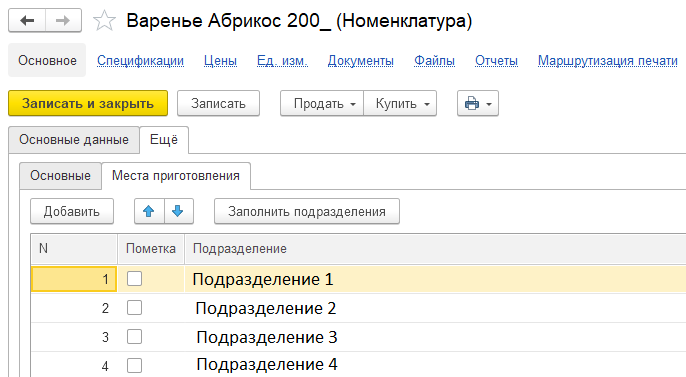 Варенье Абрикос 200_ (Номенклатура)
Основное Спецификации Цены Ед. изм. Документы Файлы Отчеты Маршрутизация печати
Записать и закрыть Записать Продать Купить
Основные данные Ещё
Основные Места приготовления
Добавить Заполнить подразделения
N Пометка Подразделение
1 Подразделение 1
2 Подразделение 2
3 Подразделение 3
4 Подразделение 4